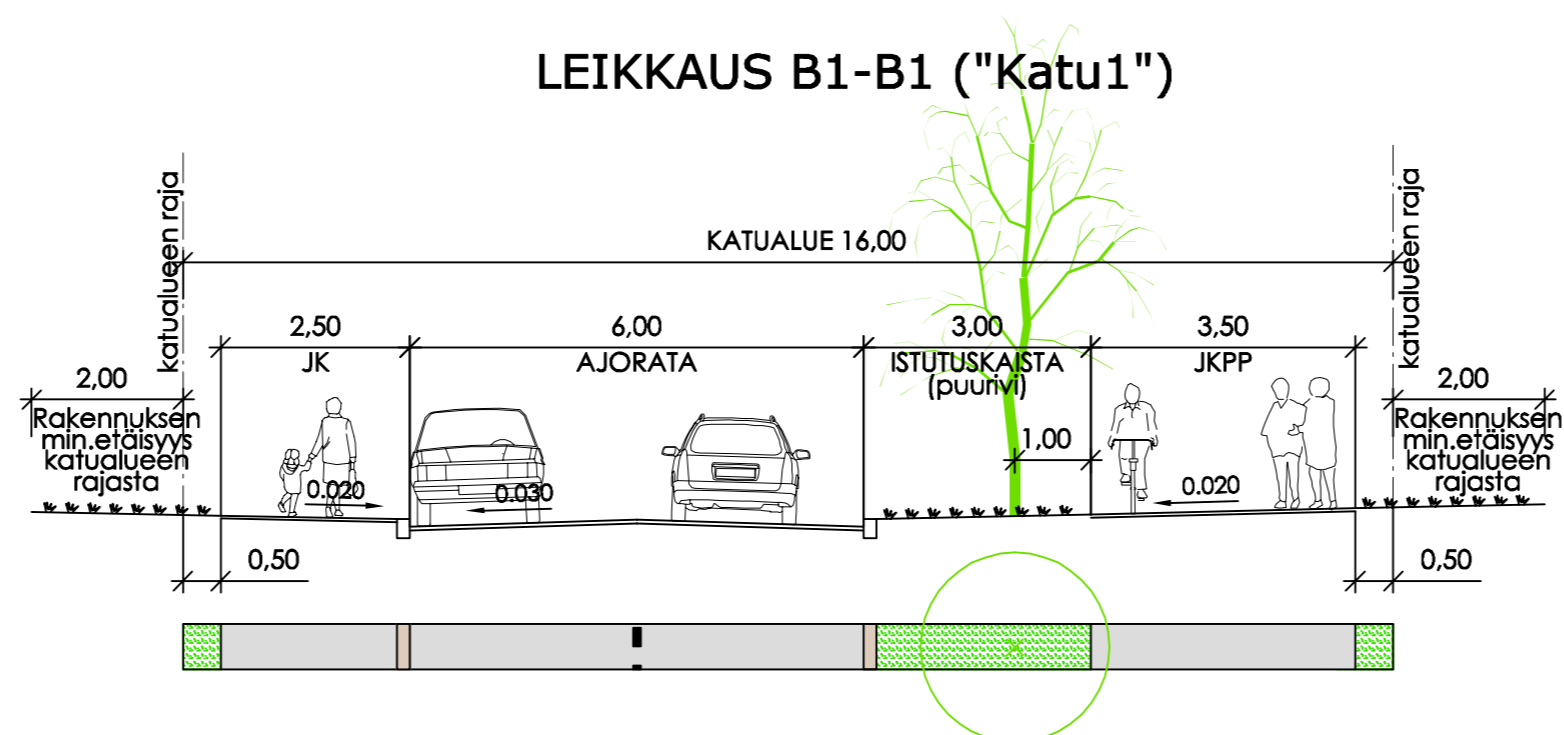 LEIKKAUS B1-B1 ("Katu1")
katualueen raja
katualueen raja
KATUALUE 16,00
2,50
6,00
3,00
3,50
JK
AJORATA
ISTUTUSKAISTA
(puurivi)
JKPP
2,00
2,00
Rakennuksen
min.etäisyys
katualueen
rajasta
Rakennuksen
min.etäisyys
katualueen
rajasta
1,00
0.020
0.030
0.020
0,50
0,50